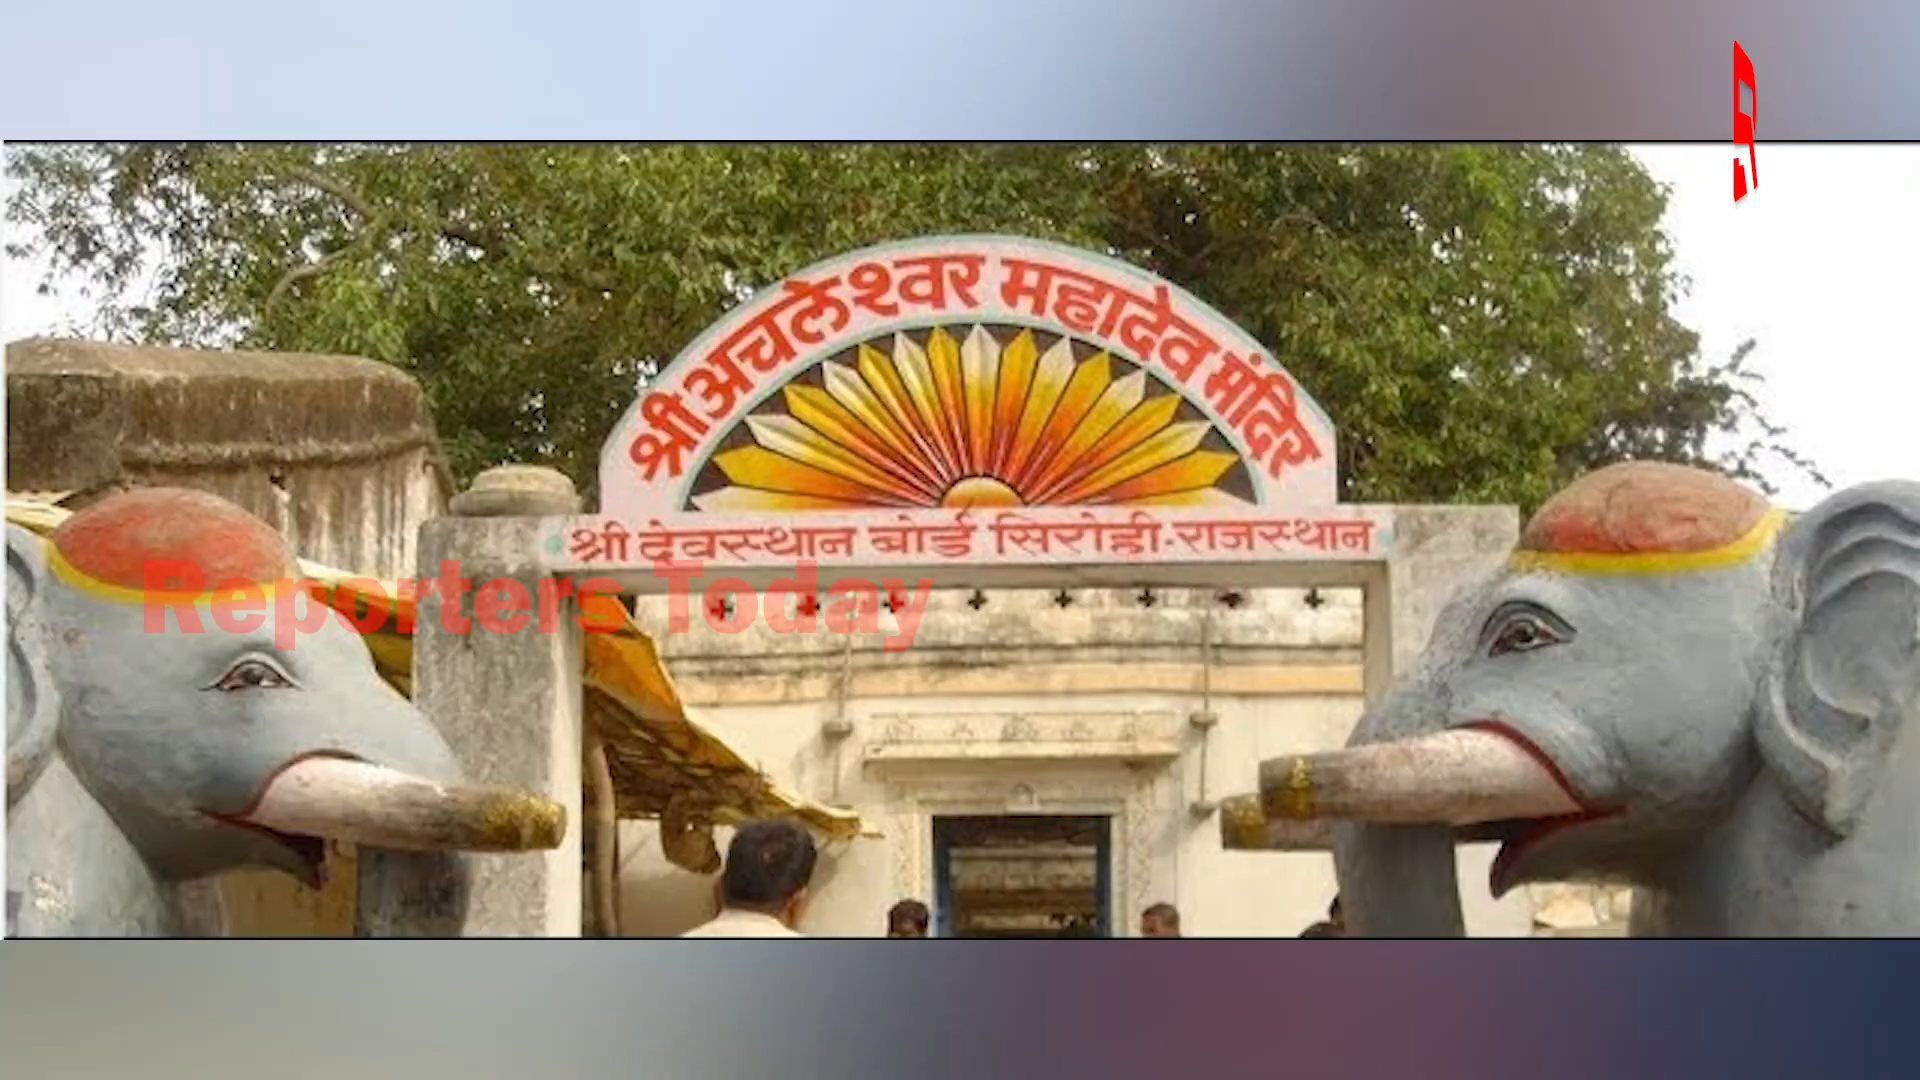 श्री अचलेश्वर महादेव मंदिर
श्री देवस्थान बोर्ड सिरोही-राजस्थान
Reporters Today